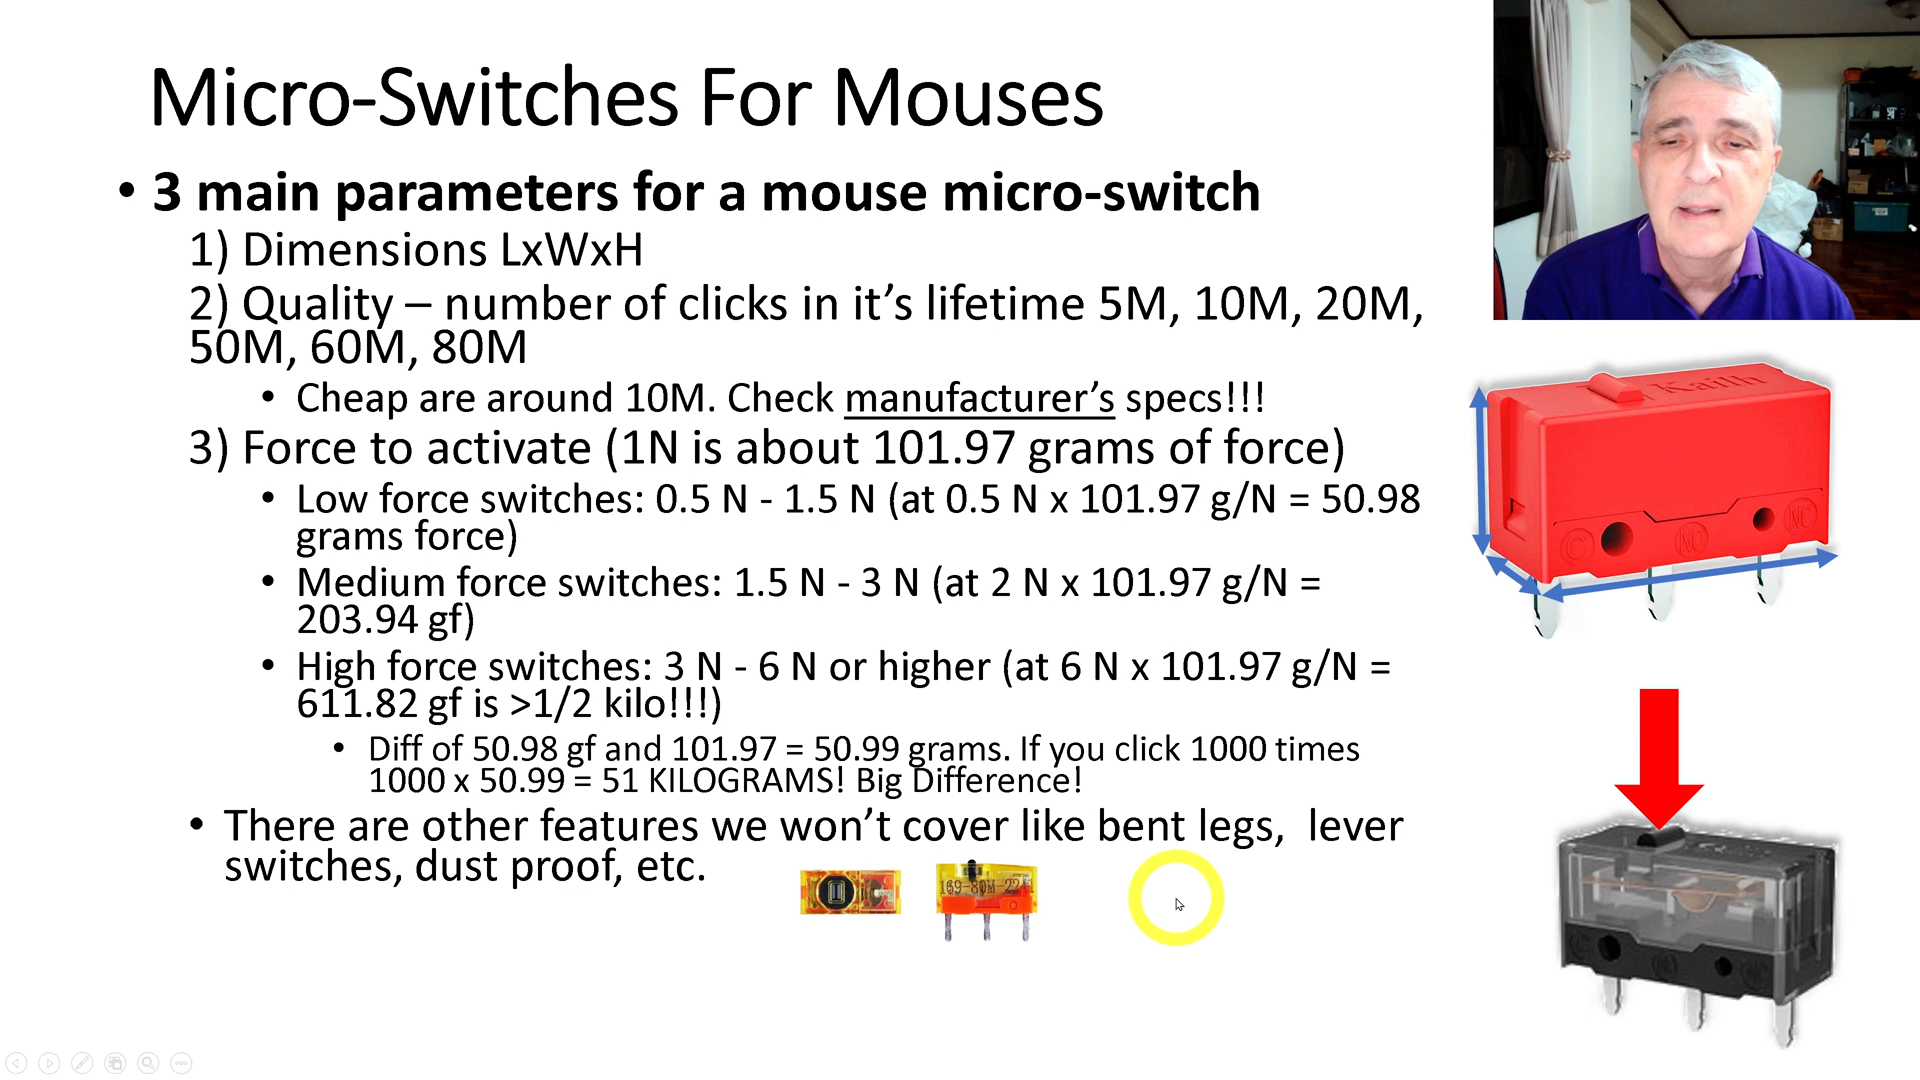 Micro-Switches For Mouses
• 3 main parameters for a mouse micro-switch
1) Dimensions LxWxH
2) Quality – number of clicks in it’s lifetime 5M, 10M, 20M,
50M, 60M, 80M
• Cheap are around 10M. Check manufacturer’s specs!!!
3) Force to activate (1N is about 101.97 grams of force)
• Low force switches: 0.5 N - 1.5 N (at 0.5 N x 101.97 g/N = 50.98
grams force)
• Medium force switches: 1.5 N - 3 N (at 2 N x 101.97 g/N =
203.94 gf)
• High force switches: 3 N - 6 N or higher (at 6 N x 101.97 g/N =
611.82 gf is >1/2 kilo!!!)
• Diff of 50.98 gf and 101.97 = 50.99 grams. If you click 1000 times
1000 x 50.99 = 51 KILOGRAMS! Big Difference!
• There are other features we won’t cover like bent legs,  lever
switches, dust proof, etc.
Kailh
C NO NC